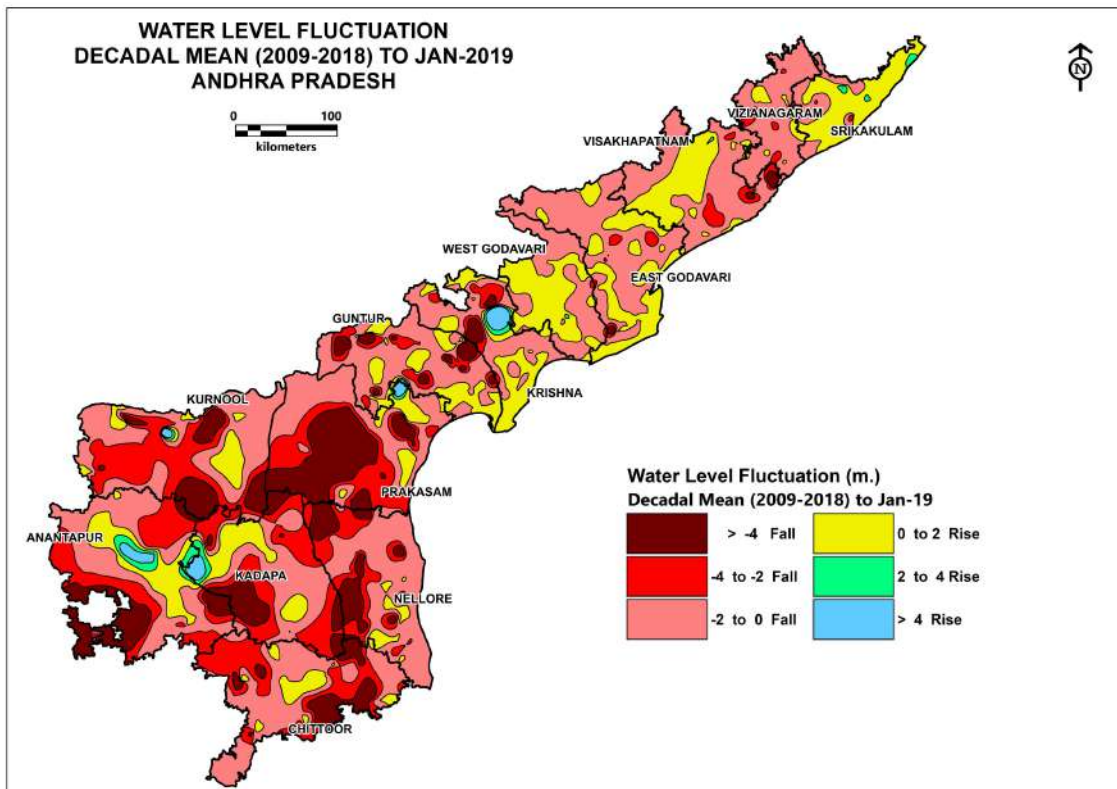 WATER LEVEL FLUCTUATION
DECADAL MEAN (2009-2018) TO JAN-2019
ANDHRA PRADESH
0 100
kilometers
N
VIZIANAGARAM
SRIKAKULAM
VISAKHAPATNAM
WEST GODAVARI
EAST GODAVARI
GUNTUR
KRISHNA
KURNOOL
PRAKASAM
ANANTAPUR
KADAPA
NELLORE
CHITTOOR
Water Level Fluctuation (m.)
Decadal Mean (2009-2018) to Jan-19
> -4 Fall
0 to 2 Rise
-4 to -2 Fall
2 to 4 Rise
-2 to 0 Fall
> 4 Rise